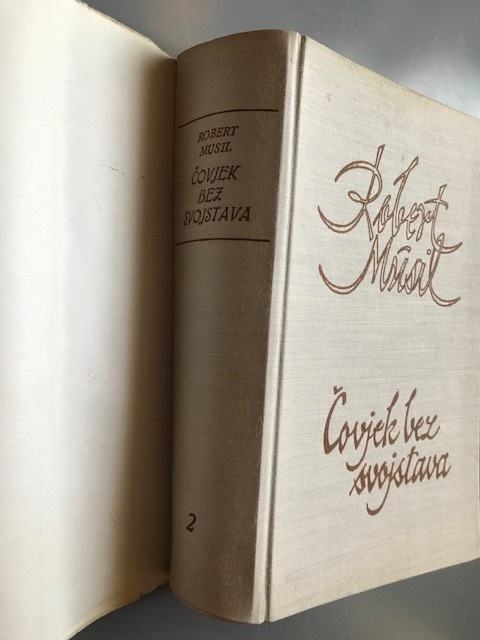 ROBERT
MUSIL
ČOVJEK
BEZ
SVOJSTAVA
2
Robert
Musil
Čovjek bez
svojstava